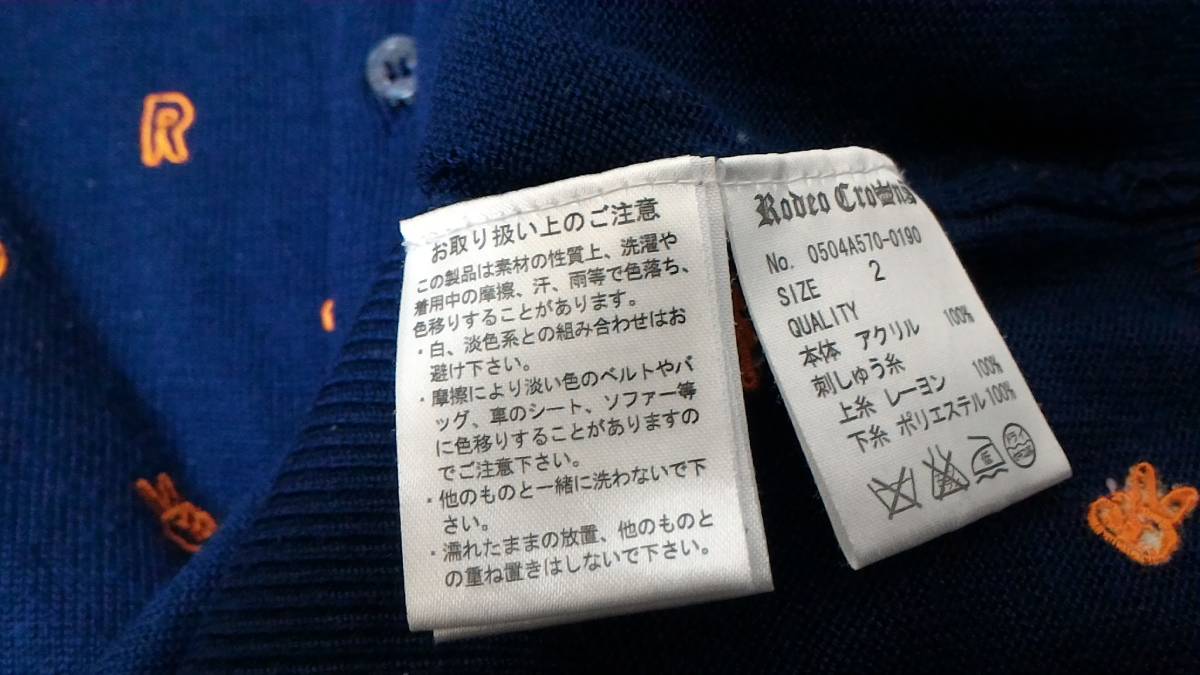 R
お取り扱い上のご注意
この製品は素材の性質上、洗濯や
着用中の摩擦、汗、雨等で色落ち、
色移りすることがあります。
・白、淡色系との組み合わせはお
避け下さい。
・摩擦により淡い色のベルトやバ
ッグ、車のシート、ソファー等
に色移りすることがありますの
でご注意下さい。
・他のものと一緒に洗わないで下
さい。
・濡れたままの放置、他のものと
の重ね置きはしないで下さい。
Rodeo Crowns
No. 0504A570-0190
SIZE 2
QUALITY
本体 アクリル 100%
刺しゅう糸
上糸 レーヨン 100%
下糸 ポリエステル 100%
低